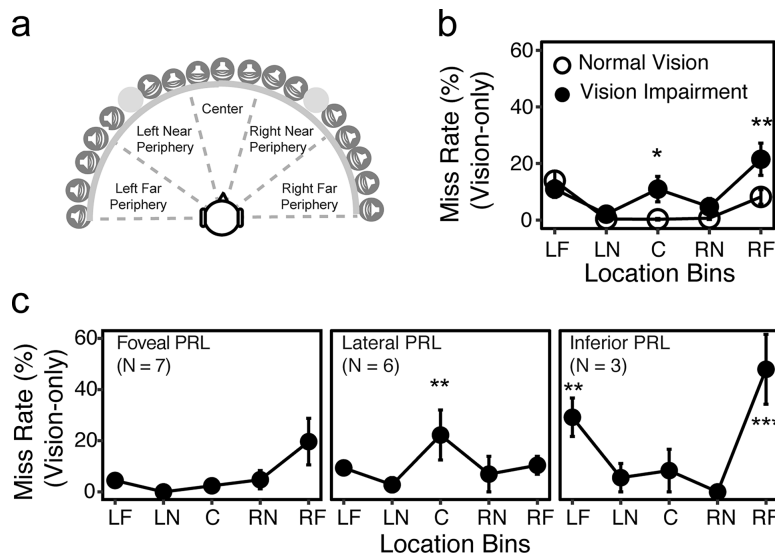 a
Center
Left Near
Periphery
Right Near
Periphery
Left Far
Periphery
Right Far
Periphery
b
Miss Rate (%)
(Vision-only)
60
40
20
0
Normal Vision
Vision Impairment
*
**
LF LN C RN RF
Location Bins
c
Miss Rate (%)
(Vision-only)
60
40
20
0
Foveal PRL
(N = 7)
LF LN C RN RF
Lateral PRL
(N = 6)
**
LF LN C RN RF
Inferior PRL
(N = 3)
**
***
LF LN C RN RF
Location Bins